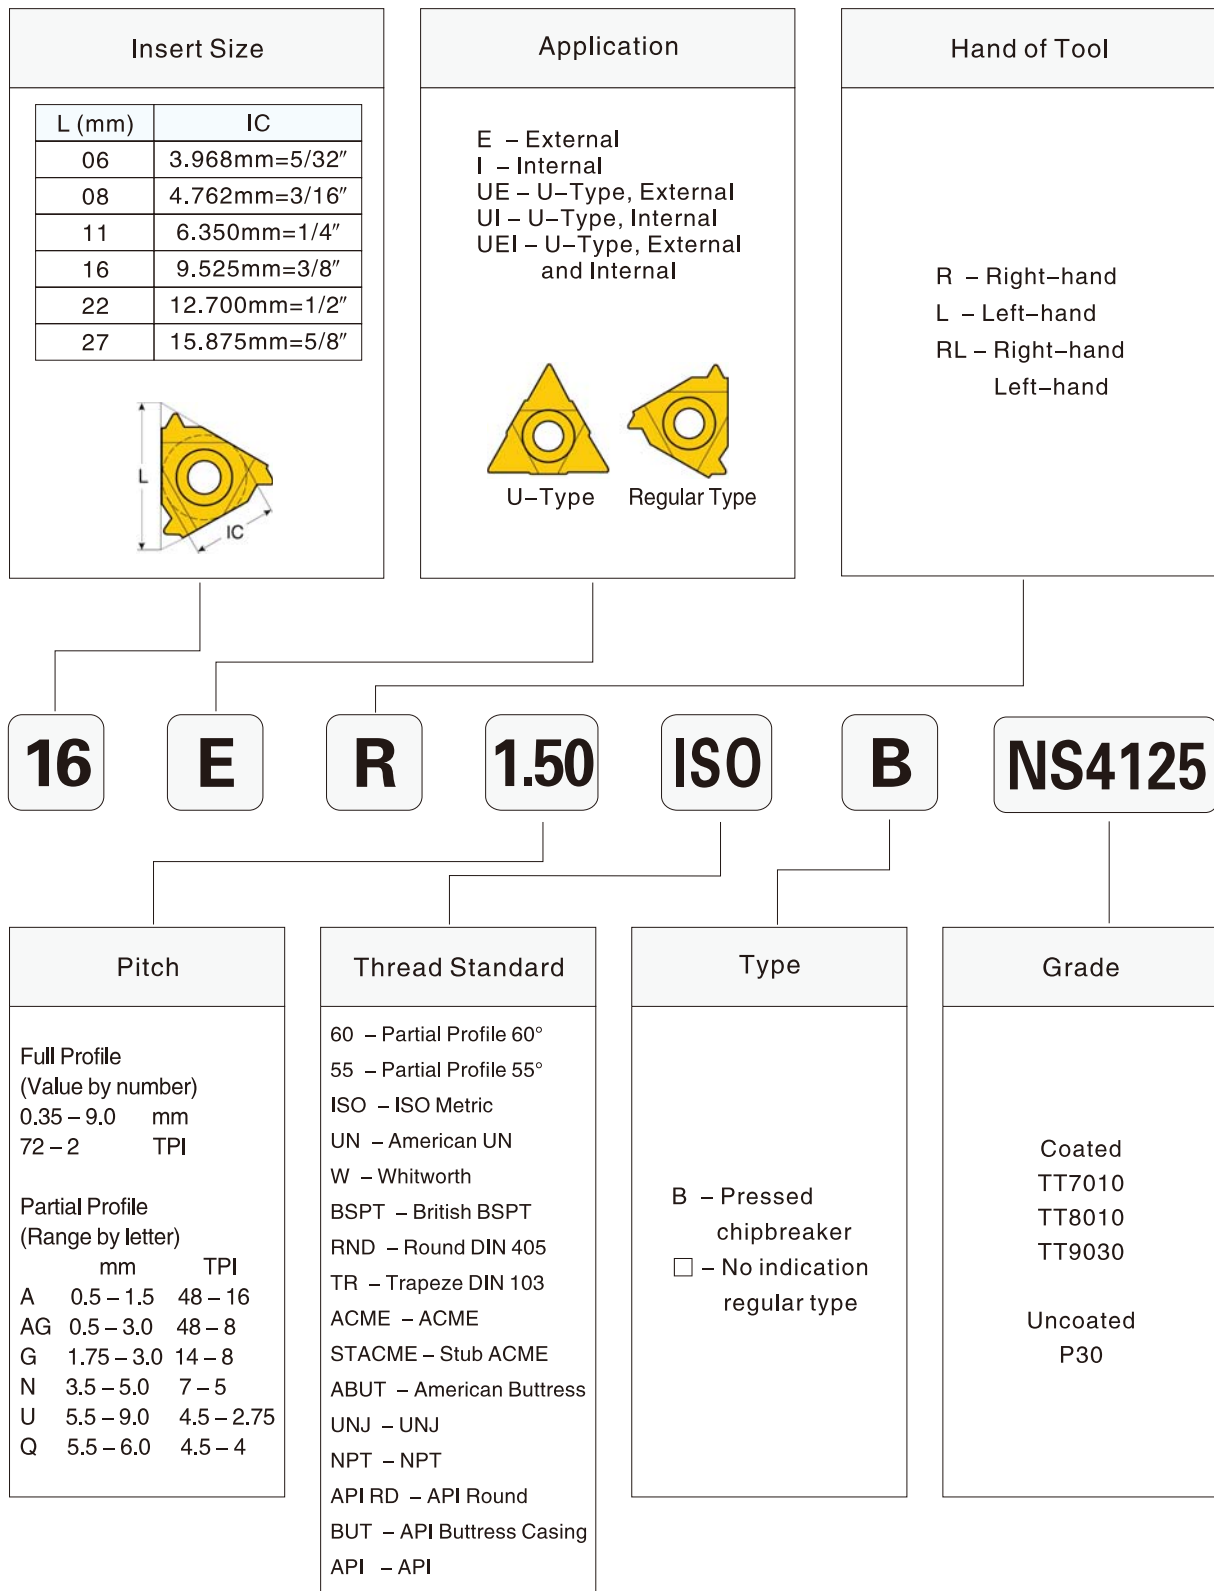 Insert Size
L (mm) IC
06 3.968mm=5/32″
08 4.762mm=3/16″
11 6.350mm=1/4″
16 9.525mm=3/8″
22 12.700mm=1/2″
27 15.875mm=5/8″
L
IC
Application
E – External
I – Internal
UE – U–Type, External
UI – U–Type, Internal
UEI – U–Type, External
and Internal
U–Type Regular Type
Hand of Tool
R – Right–hand
L – Left–hand
RL – Right–hand
Left–hand
16 E R 1.50 ISO B NS4125
Pitch
Full Profile
(Value by number)
0.35 – 9.0 mm
72 – 2 TPI
Partial Profile
(Range by letter)
mm TPI
A 0.5 – 1.5 48 – 16
AG 0.5 – 3.0 48 – 8
G 1.75 – 3.0 14 – 8
N 3.5 – 5.0 7 – 5
U 5.5 – 9.0 4.5 – 2.75
Q 5.5 – 6.0 4.5 – 4
Thread Standard
60 – Partial Profile 60°
55 – Partial Profile 55°
ISO – ISO Metric
UN – American UN
W – Whitworth
BSPT – British BSPT
RND – Round DIN 405
TR – Trapeze DIN 103
ACME – ACME
STACME – Stub ACME
ABUT – American Buttress
UNJ – UNJ
NPT – NPT
API RD – API Round
BUT – API Buttress Casing
API – API
Type
B – Pressed
chipbreaker
□ – No indication
regular type
Grade
Coated
TT7010
TT8010
TT9030
Uncoated
P30